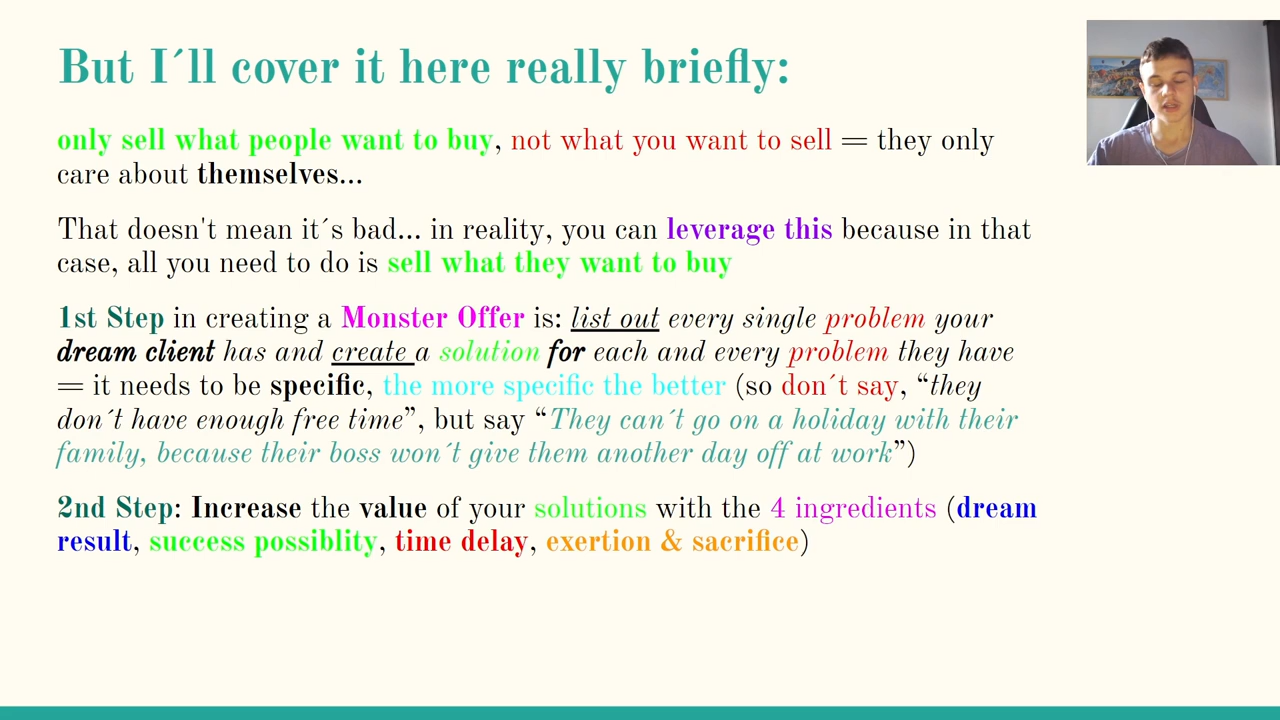 But I´ll cover it here really briefly:
only sell what people want to buy, not what you want to sell = they only
care about themselves...
That doesn't mean it´s bad... in reality, you can leverage this because in that
case, all you need to do is sell what they want to buy
1st Step in creating a Monster Offer is: list out every single problem your
dream client has and create a solution for each and every problem they have
= it needs to be specific, the more specific the better (so don´t say, “they
don´t have enough free time”, but say “They can´t go on a holiday with their
family, because their boss won´t give them another day off at work”)
2nd Step: Increase the value of your solutions with the 4 ingredients (dream
result, success possiblity, time delay, exertion & sacrifice)